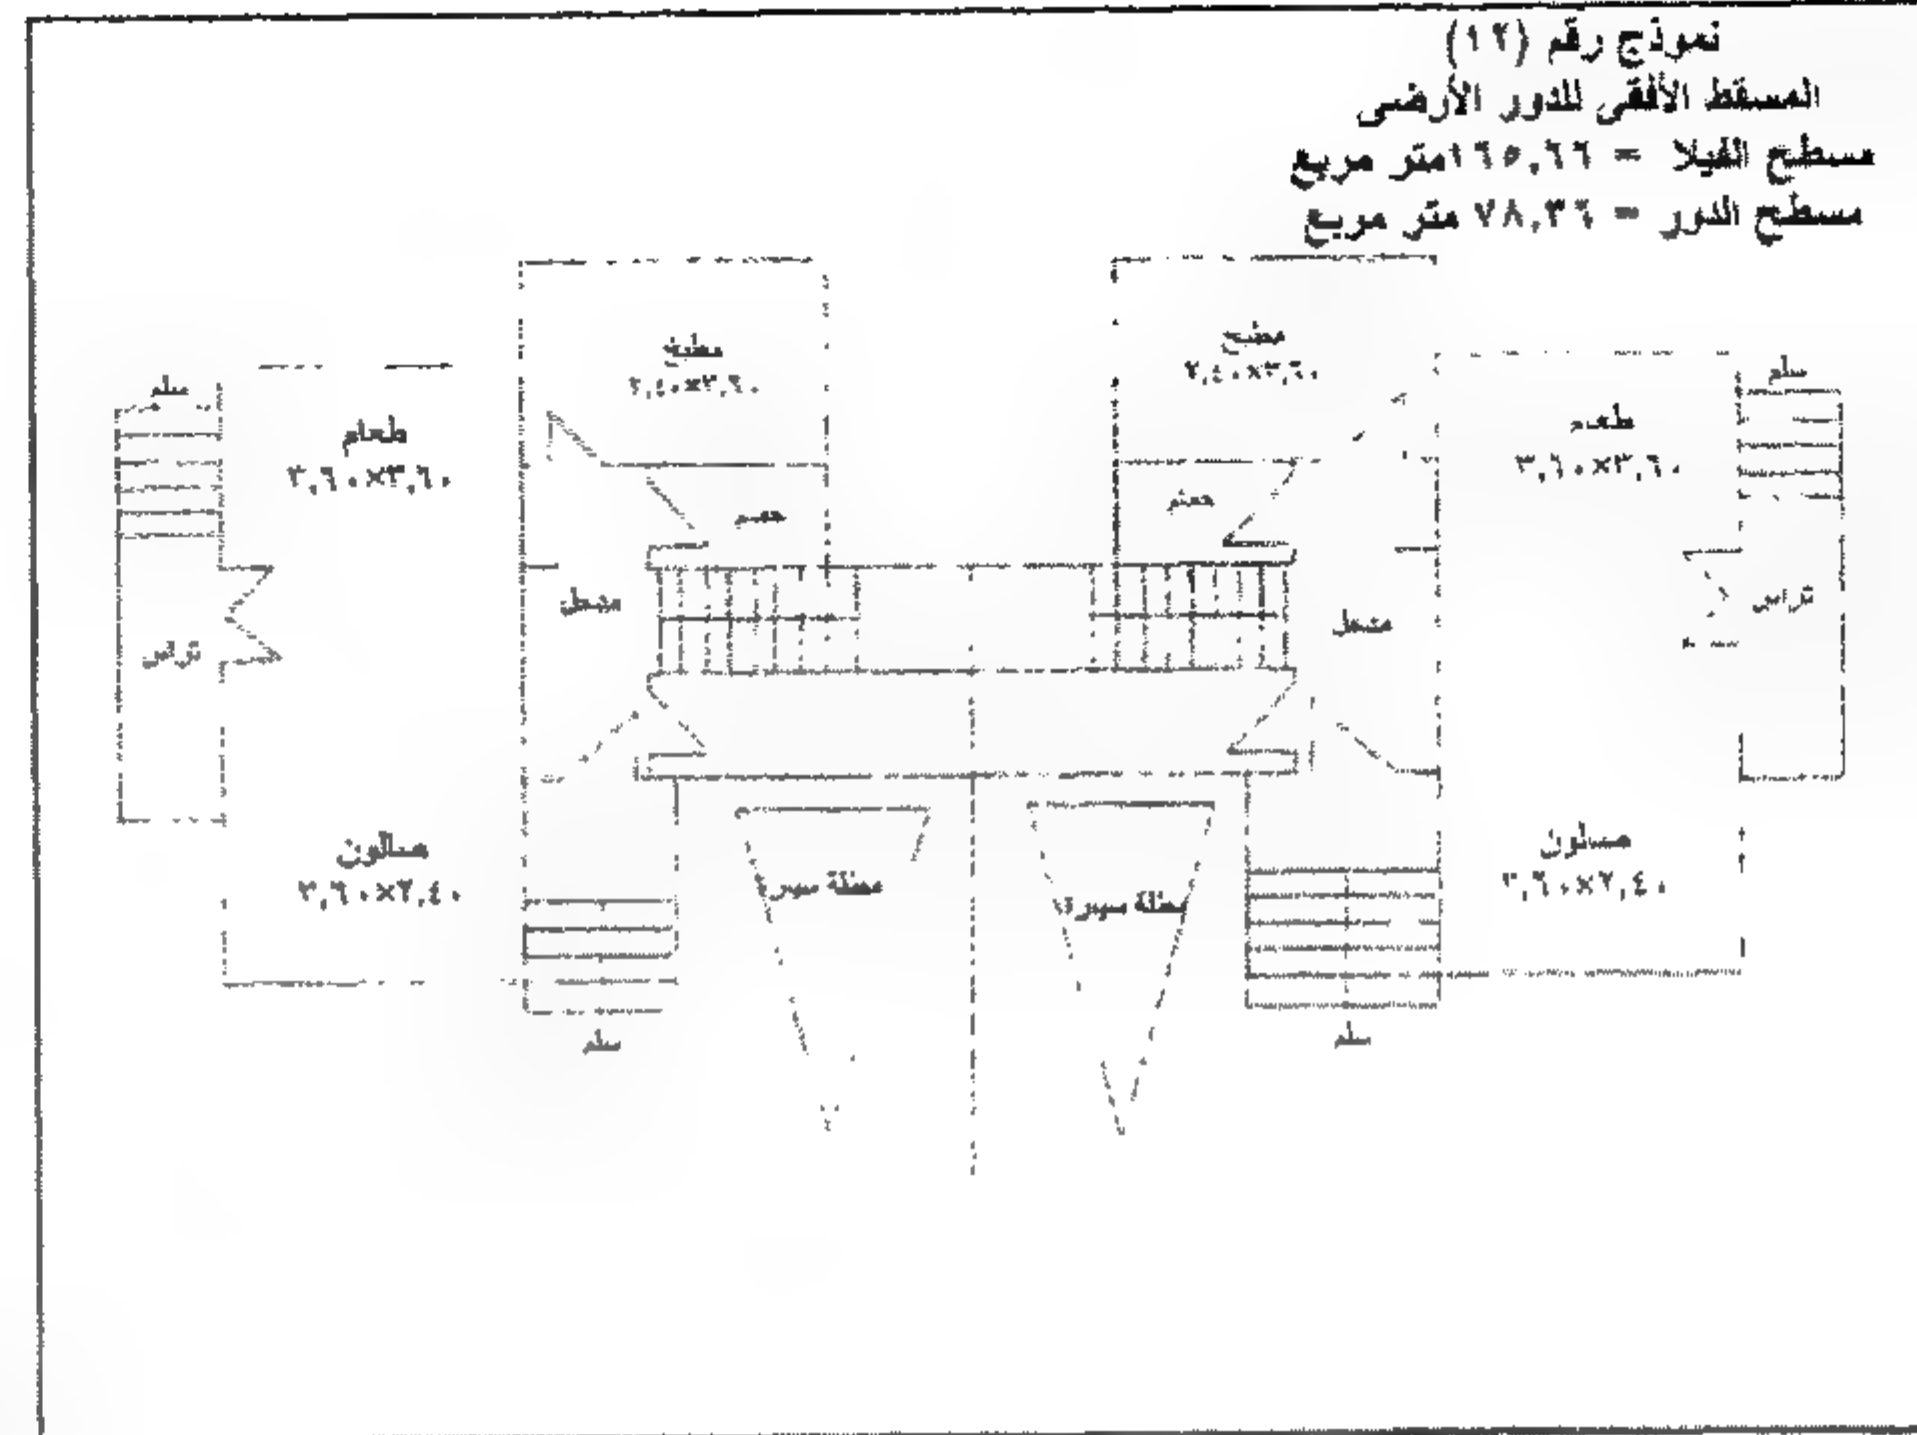 نموذج رقم (١٢)
المسقط الأفقى للدور الأرضى
مسطح الفيلا = ١٦٥,٦٦ متر مربع
مسطح الدور = ٧٨,٣٦ متر مربع
مطبخ
٢,٤٠×٣,٦٠
مطبخ
٢,٤٠×٣,٦٠
سلم
سلم
طعام
٣,٦٠×٣,٦٠
طعام
٣,٦٠×٣,٦٠
حمام
حمام
مدخل
مدخل
تراس
تراس
صالون
٣,٦٠×٢,٤٠
صالون
٣,٦٠×٢,٤٠
مظلة سيارة
مظلة سيارة
سلم
سلم